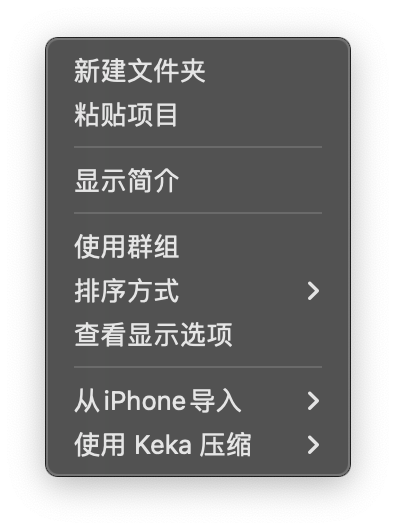 新建文件夹
粘贴项目
显示简介
使用群组
排序方式
查看显示选项
从iPhone导入
使用 Keka 压缩